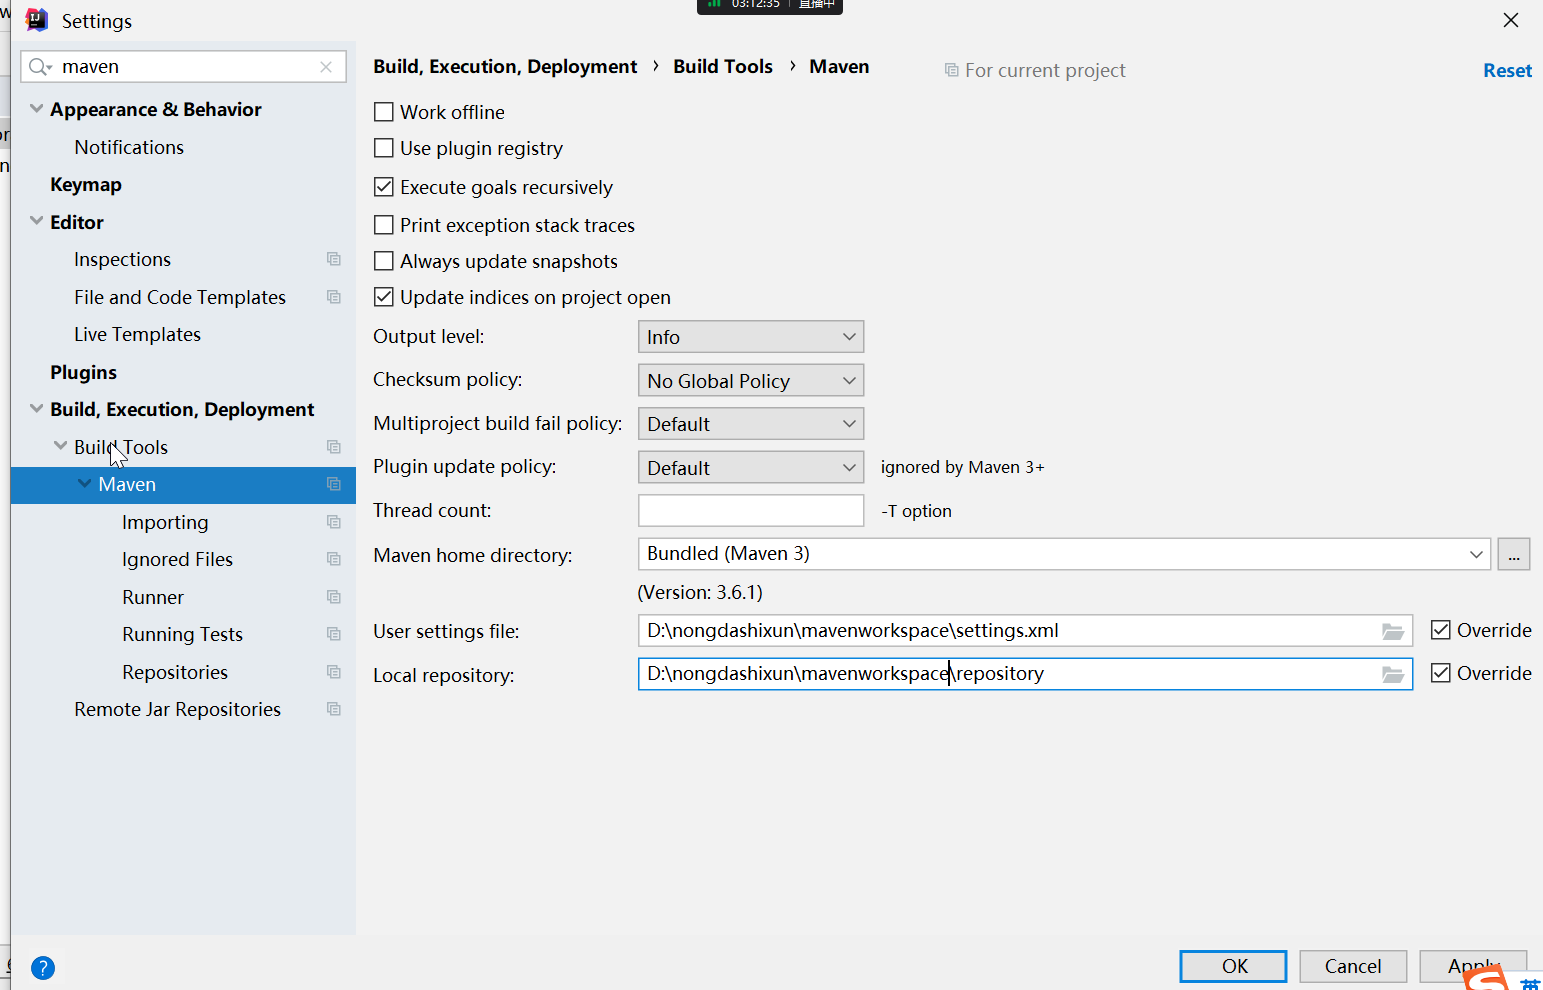 03:12:35 直播中
Settings
maven
Appearance & Behavior
Notifications
Keymap
Editor
Inspections
File and Code Templates
Live Templates
Plugins
Build, Execution, Deployment
Build Tools
Maven
Importing
Ignored Files
Runner
Running Tests
Repositories
Remote Jar Repositories
Build, Execution, Deployment › Build Tools › Maven
For current project
Reset
Work offline
Use plugin registry
Execute goals recursively
Print exception stack traces
Always update snapshots
Update indices on project open
Output level: Info
Checksum policy: No Global Policy
Multiproject build fail policy: Default
Plugin update policy: Default ignored by Maven 3+
Thread count: -T option
Maven home directory: Bundled (Maven 3) ...
(Version: 3.6.1)
User settings file: D:\nongdashixun\mavenworkspace\settings.xml Override
Local repository: D:\nongdashixun\mavenworkspace\repository Override
?
OK Cancel Apply
英